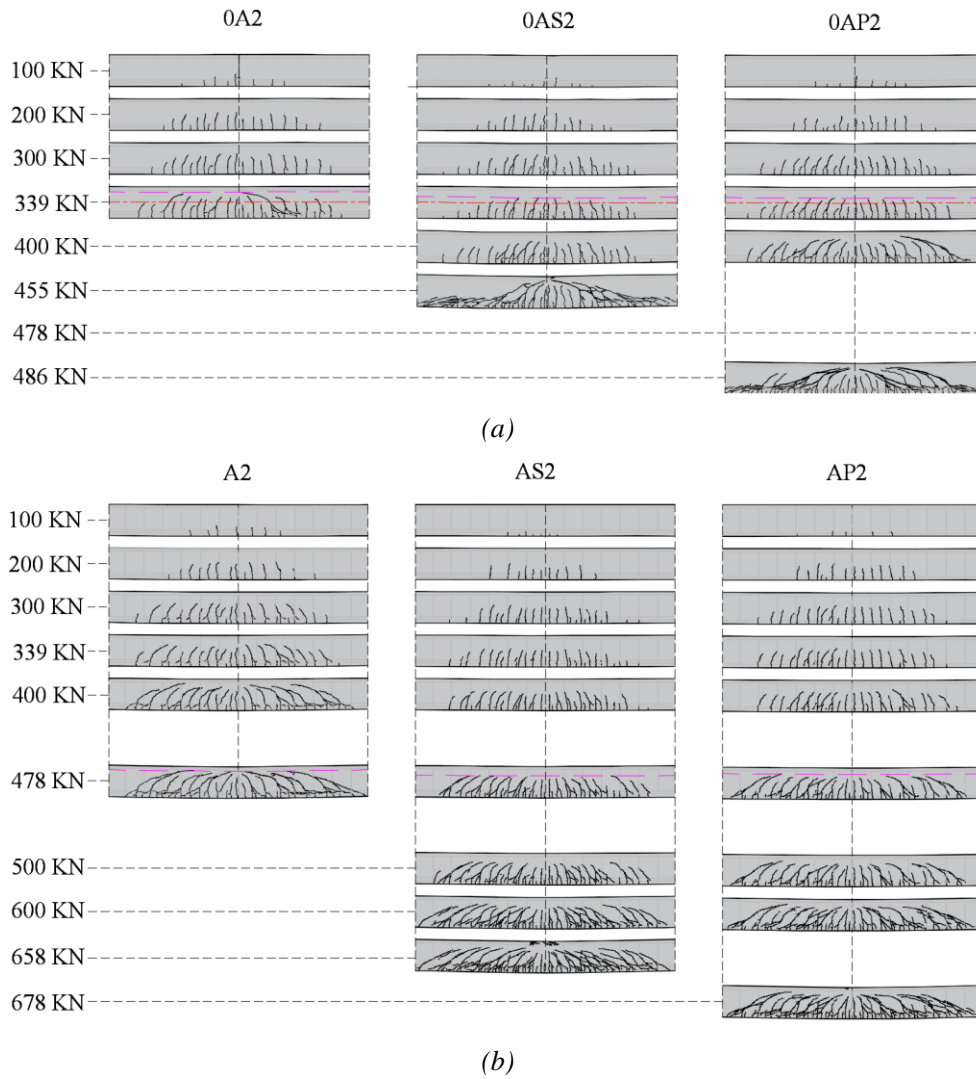 0A2 0AS2 0AP2
100 KN
200 KN
300 KN
339 KN
400 KN
455 KN
478 KN
486 KN
(a)
A2 AS2 AP2
100 KN
200 KN
300 KN
339 KN
400 KN
478 KN
500 KN
600 KN
658 KN
678 KN
(b)